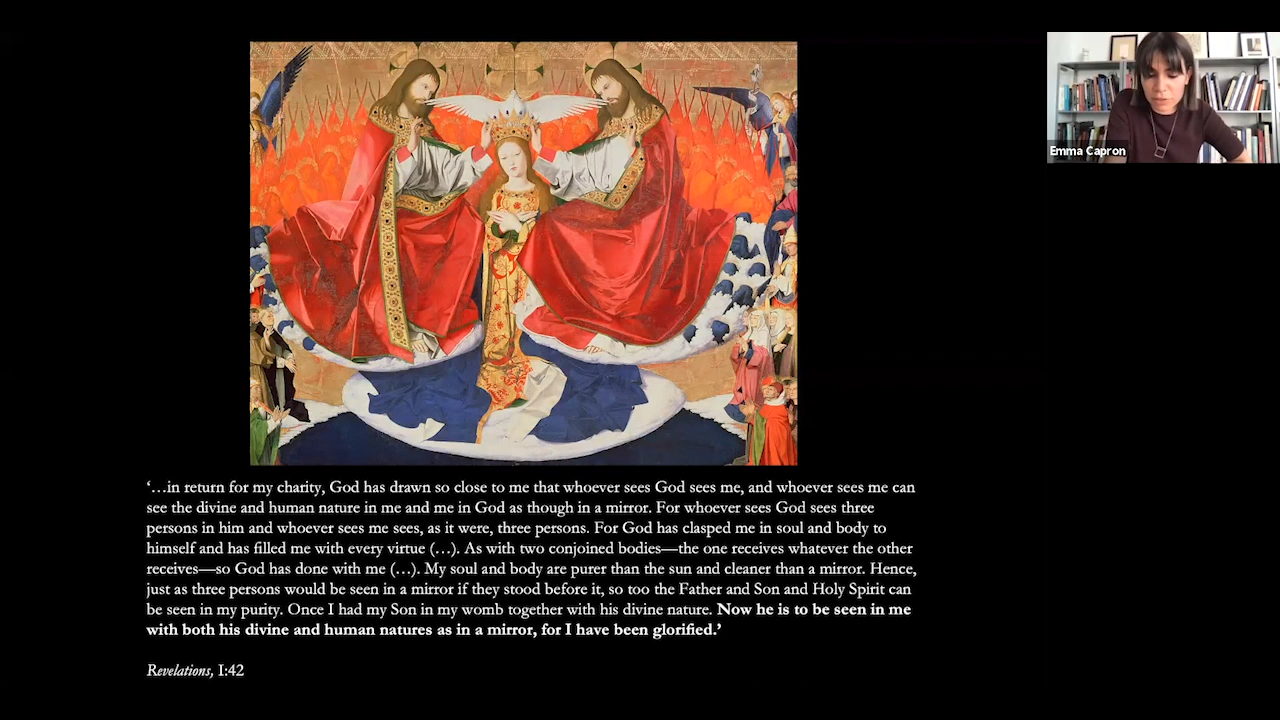 Emma Capron
‘…in return for my charity, God has drawn so close to me that whoever sees God sees me, and whoever sees me can
see the divine and human nature in me and me in God as though in a mirror. For whoever sees God sees three
persons in him and whoever sees me sees, as it were, three persons. For God has clasped me in soul and body to
himself and has filled me with every virtue (…). As with two conjoined bodies—the one receives whatever the other
receives—so God has done with me (…). My soul and body are purer than the sun and cleaner than a mirror. Hence,
just as three persons would be seen in a mirror if they stood before it, so too the Father and Son and Holy Spirit can
be seen in my purity. Once I had my Son in my womb together with his divine nature. Now he is to be seen in me
with both his divine and human natures as in a mirror, for I have been glorified.’
Revelations, I:42